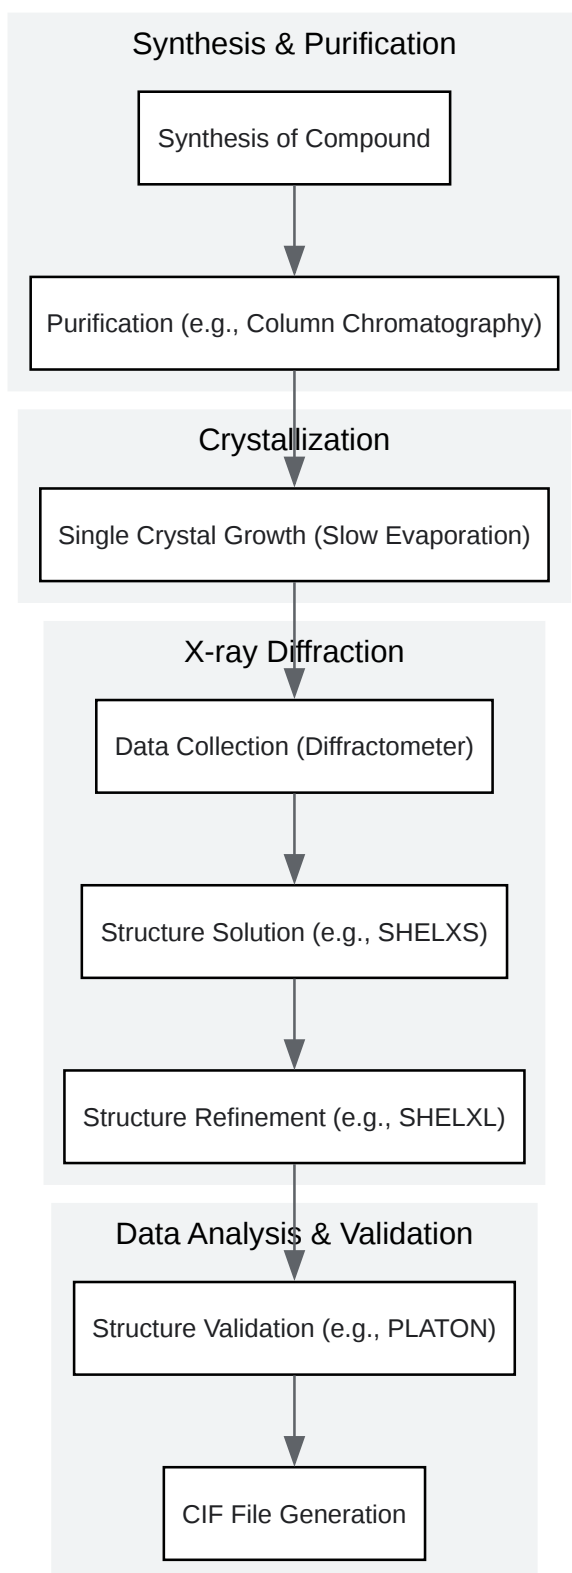 Synthesis & Purification
Synthesis of Compound
Purification (e.g., Column Chromatography)
Crystallization
Single Crystal Growth (Slow Evaporation)
X-ray Diffraction
Data Collection (Diffractometer)
Structure Solution (e.g., SHELXS)
Structure Refinement (e.g., SHELXL)
Data Analysis & Validation
Structure Validation (e.g., PLATON)
CIF File Generation